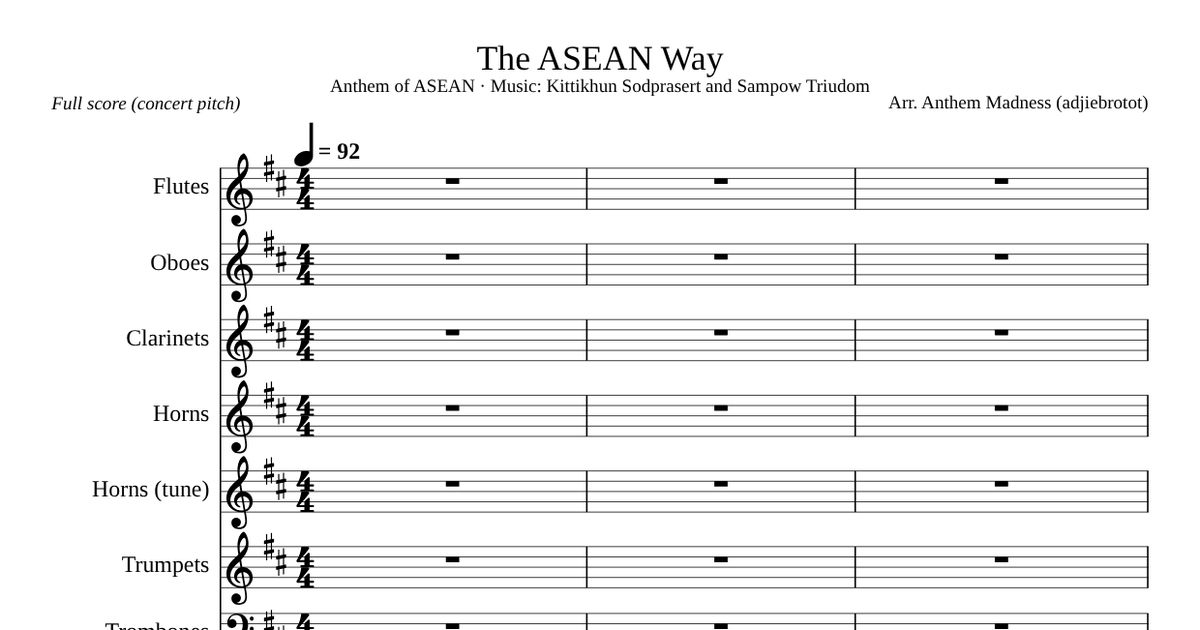 The ASEAN Way
Anthem of ASEAN · Music: Kittikhun Sodprasert and Sampow Triudom
Full score (concert pitch)
Arr. Anthem Madness (adjiebrotot)
= 92
Flutes
Oboes
Clarinets
Horns
Horns (tune)
Trumpets
Trombones